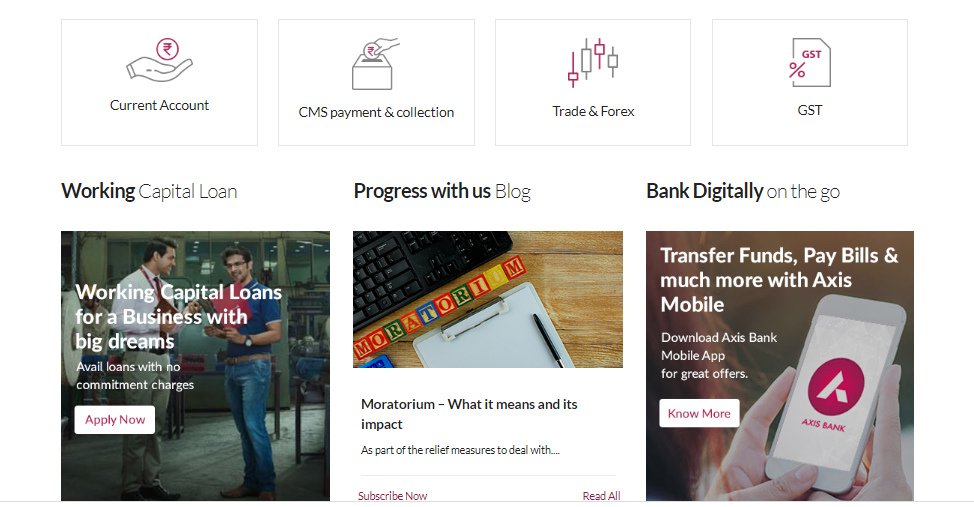 ₹
₹
GST
%
Current Account
CMS payment & collection
Trade & Forex
GST
Working Capital Loan
Progress with us Blog
Bank Digitally on the go
Working Capital Loans
for a Business with
big dreams
Avail loans with no
commitment charges
Apply Now
MORATORIUM
Moratorium – What it means and its
impact
As part of the relief measures to deal with....
Subscribe Now
Read All
Transfer Funds, Pay Bills &
much more with Axis
Mobile
Download Axis Bank
Mobile App
for great offers.
Know More
AXIS BANK